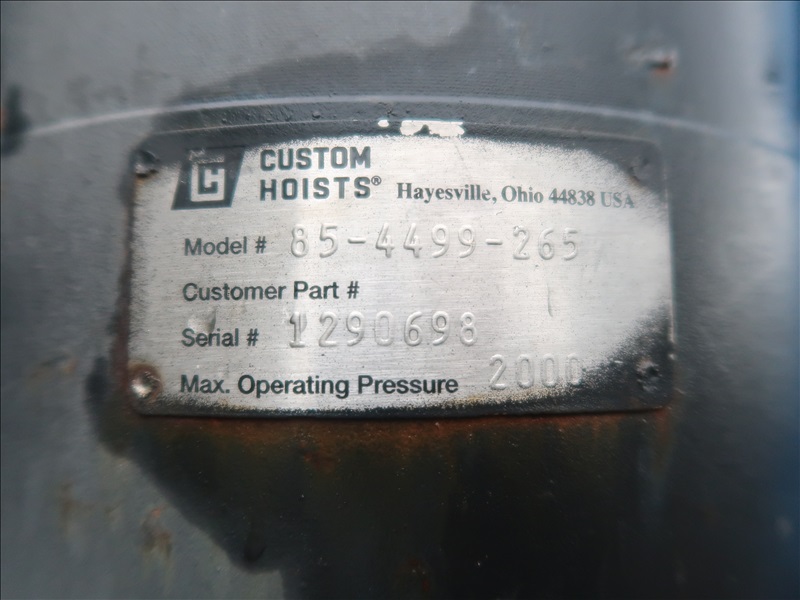 CUSTOM
HOISTS® Hayesville, Ohio 44838 USA
Model # 85-4499-265
Customer Part #
Serial # 1290698
Max. Operating Pressure 2000